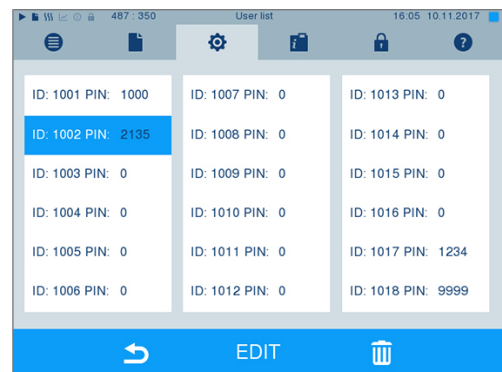 487 : 350 User list 16:05 10.11.2017
ID: 1001 PIN: 1000
ID: 1002 PIN: 2135
ID: 1003 PIN: 0
ID: 1004 PIN: 0
ID: 1005 PIN: 0
ID: 1006 PIN: 0
ID: 1007 PIN: 0
ID: 1008 PIN: 0
ID: 1009 PIN: 0
ID: 1010 PIN: 0
ID: 1011 PIN: 0
ID: 1012 PIN: 0
ID: 1013 PIN: 0
ID: 1014 PIN: 0
ID: 1015 PIN: 0
ID: 1016 PIN: 0
ID: 1017 PIN: 1234
ID: 1018 PIN: 9999
EDIT